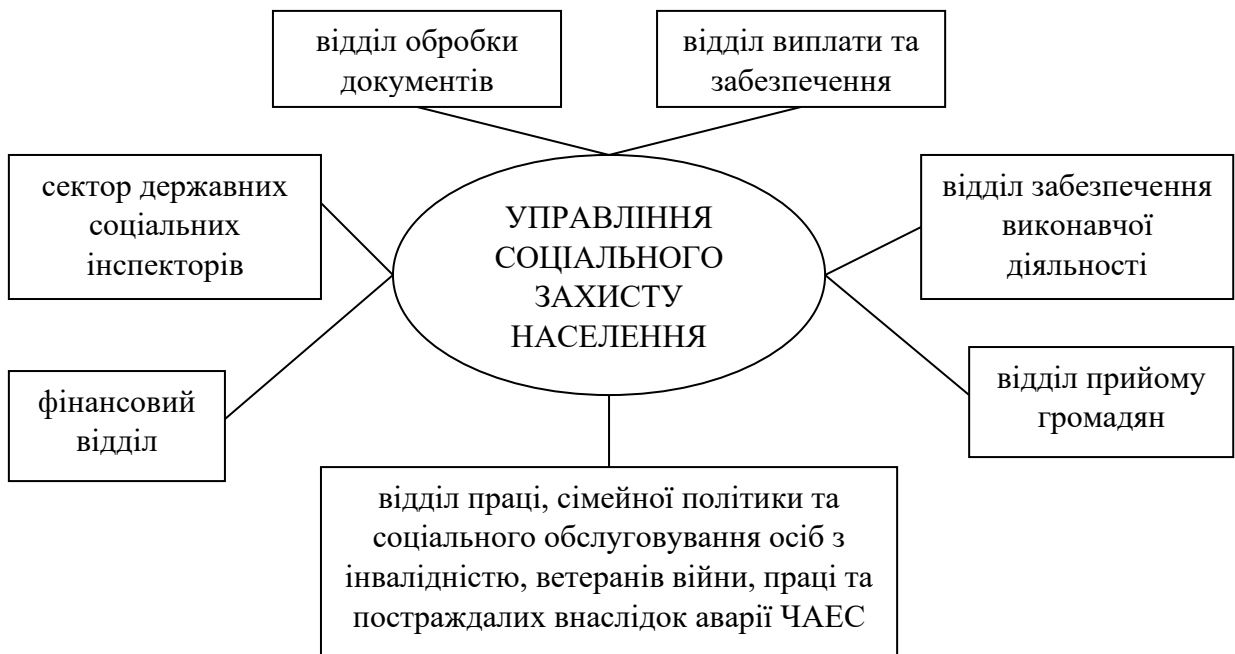 відділ обробки
документів
відділ виплати та
забезпечення
сектор державних
соціальних
інспекторів
УПРАВЛІННЯ
СОЦІАЛЬНОГО
ЗАХИСТУ
НАСЕЛЕННЯ
відділ забезпечення
виконавчої
діяльності
фінансовий
відділ
відділ прийому
громадян
відділ праці, сімейної політики та
соціального обслуговування осіб з
інвалідністю, ветеранів війни, праці та
постраждалих внаслідок аварії ЧАЕС